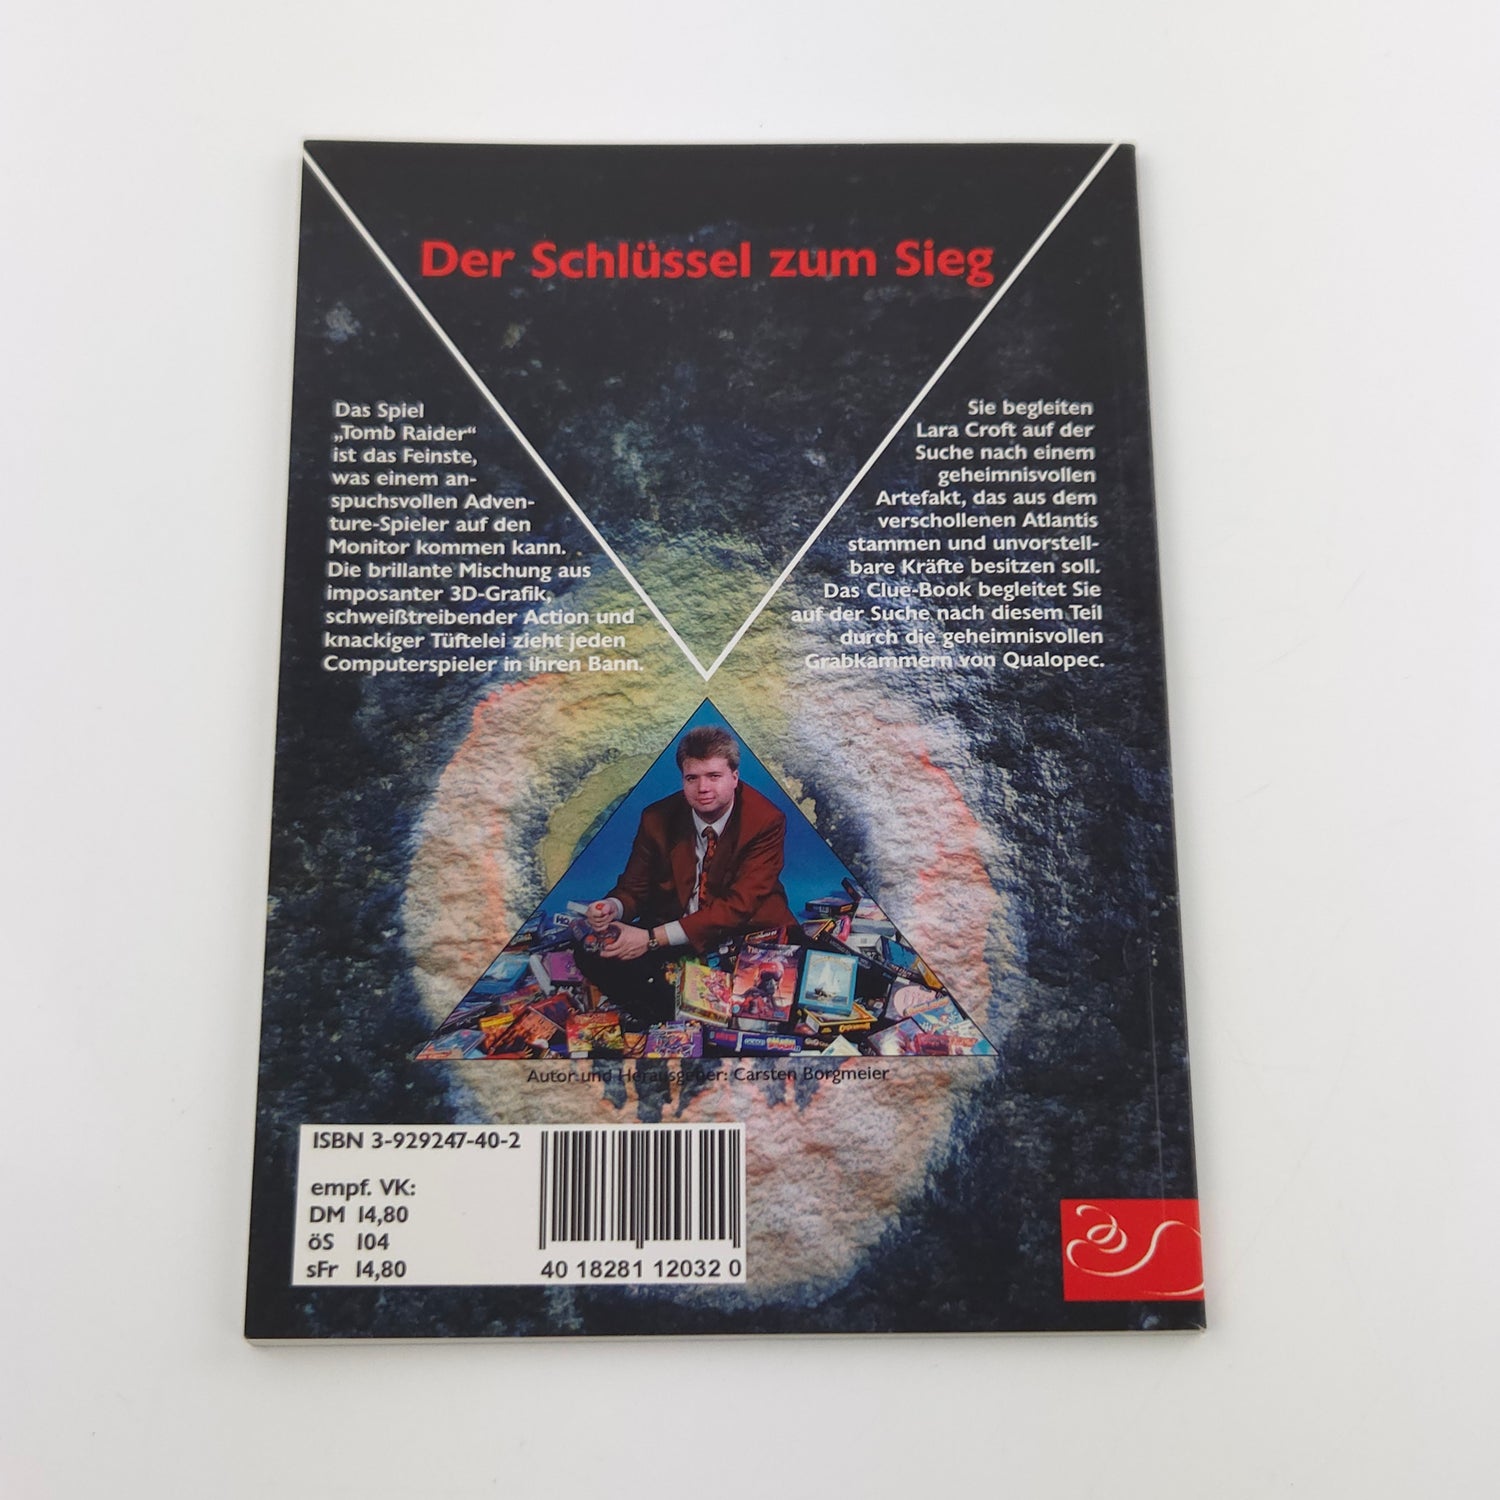 Der Schlüssel zum Sieg
Das Spiel
„Tomb Raider“
ist das Feinste,
was einem an-
spuchsvollen Adven-
ture-Spieler auf den
Monitor kommen kann.
Die brillante Mischung aus
imposanter 3D-Grafik,
schweißtreibender Action und
knackiger Tüftelei zieht jeden
Computerspieler in ihren Bann.
Sie begleiten
Lara Croft auf der
Suche nach einem
geheimnisvollen
Artefakt, das aus dem
verschollenen Atlantis
stammen und unvorstell-
bare Kräfte besitzen soll.
Das Clue-Book begleitet Sie
auf der Suche nach diesem Teil
durch die geheimnisvollen
Grabkammern von Qualopec.
Autor und Herausgeber: Carsten Borgmeier
ISBN 3-929247-40-2
empf. VK:
DM 14,80
öS 104
sFr 14,80
40 18281 12032 0